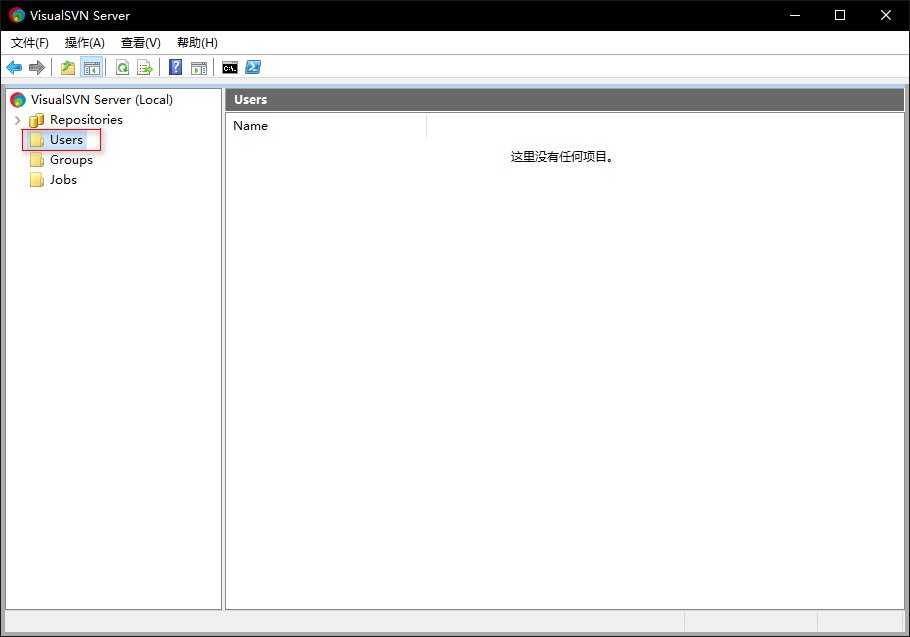 VisualSVN Server
文件(F) 操作(A) 查看(V) 帮助(H)
VisualSVN Server (Local)
Repositories
Users
Groups
Jobs
Users
Name
这里没有任何项目。